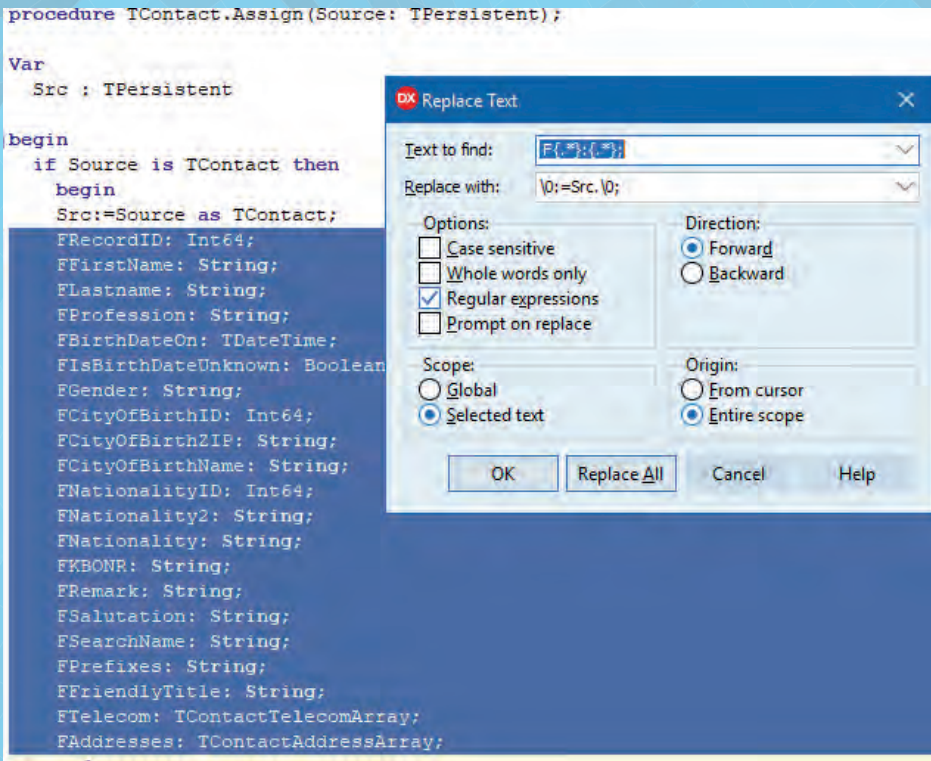 procedure TContact.Assign(Source: TPersistent);
Var
Src : TPersistent
begin
if Source is TContact then
begin
Src:=Source as TContact;
FRecordID: Int64;
FFirstName: String;
FLastname: String;
FProfession: String;
FBirthDateOn: TDateTime;
FIsBirthDateUnknown: Boolean
FGender: String;
FCityOfBirthID: Int64;
FCityOfBirthZIP: String;
FCityOfBirthName: String;
FNationalityID: Int64;
FNationality2: String;
FNationality: String;
FKBONR: String;
FRemark: String;
FSalutation: String;
FSearchName: String;
FPrefixes: String;
FFriendlyTitle: String;
FTelecom: TContactTelecomArray;
FAddresses: TContactAddressArray;
DX Replace Text
Text to find: F{.*}:{.*};
Replace with: \0:=Src.\0;
Options:
Case sensitive
Whole words only
Regular expressions
Prompt on replace
Direction:
Forward
Backward
Scope:
Global
Selected text
Origin:
From cursor
Entire scope
OK Replace All Cancel Help